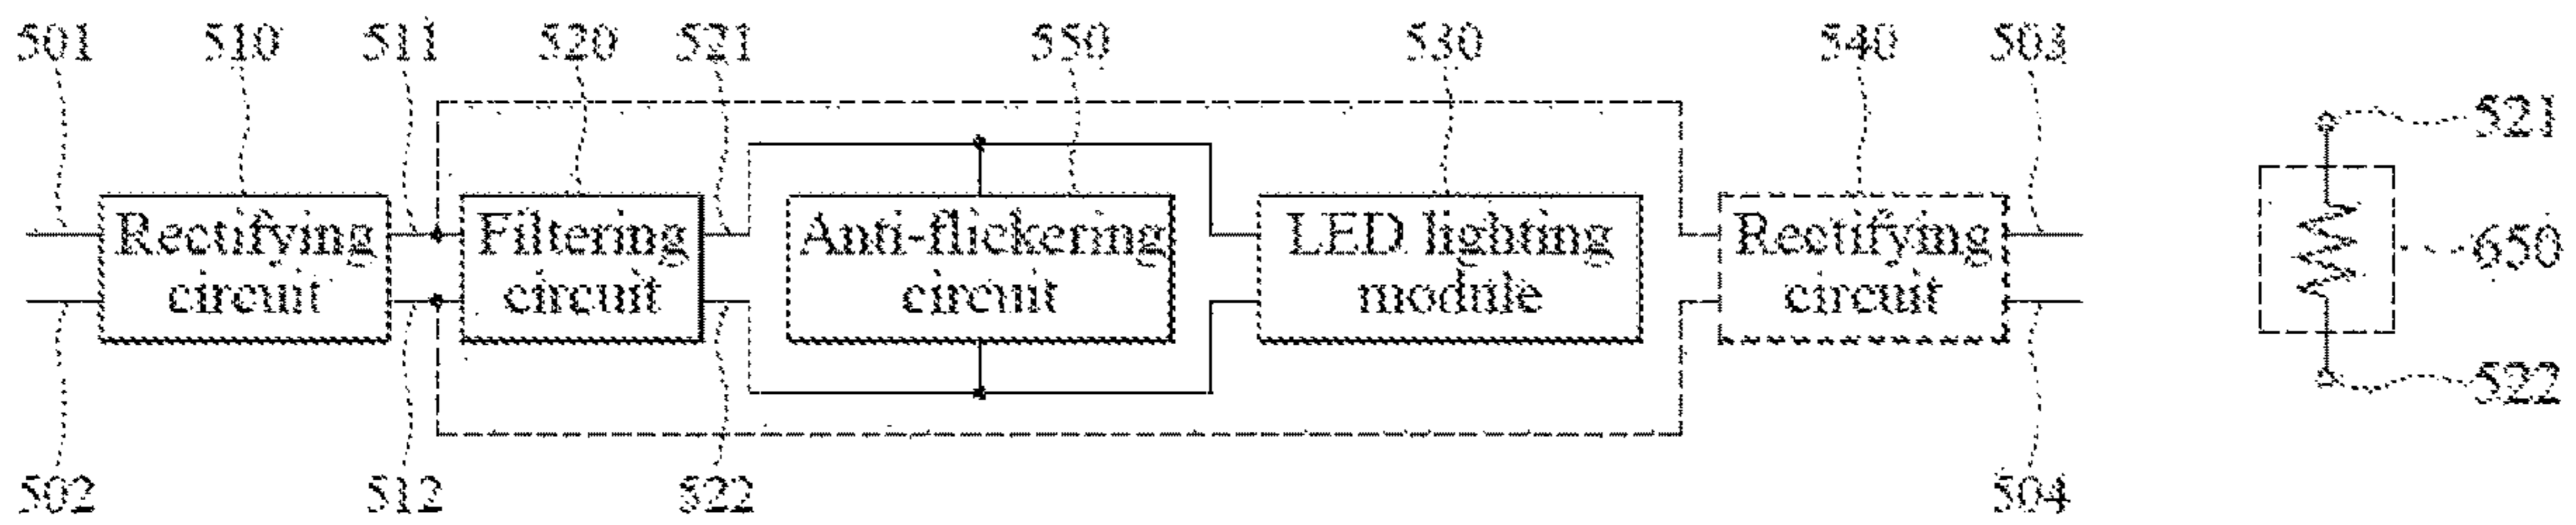 501 510 511 520 521 550 530 540 503
521
Rectifying circuit
Filtering circuit
Anti-flickering circuit
LED lighting module
Rectifying circuit
650
522
502 512 522 504